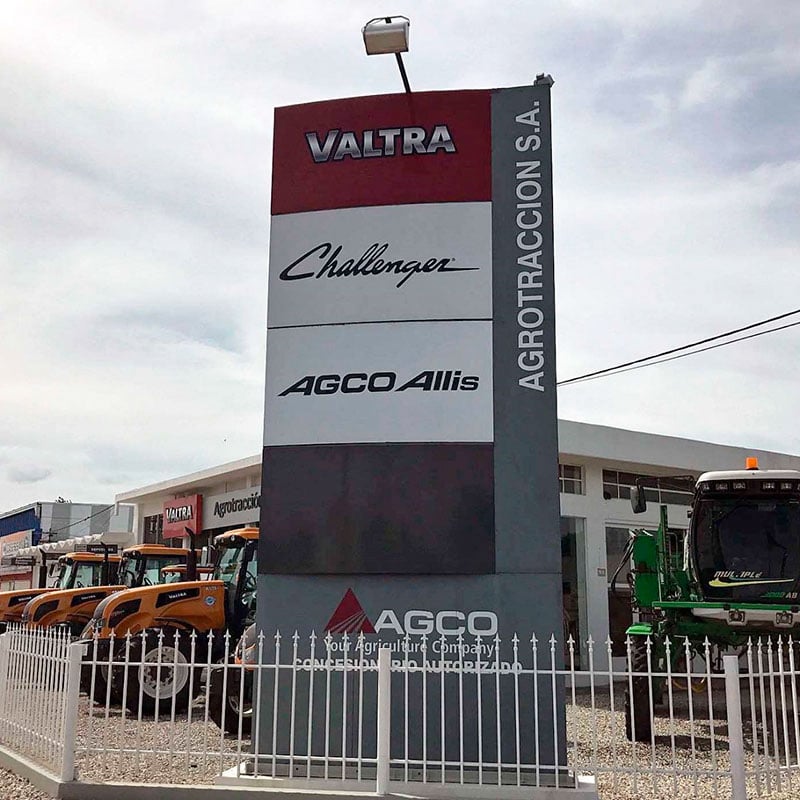 VALTRA
Challenger
AGCO Allis
AGROTRACCION S.A.
AGCO
Your Agriculture Company
CONCESIONARIO AUTORIZADO
VALTRA
Agrotracción
MULTIPLE